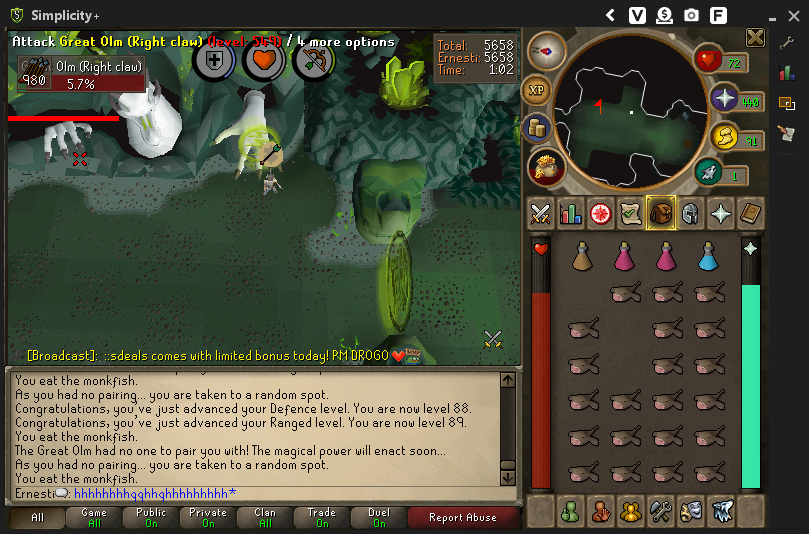 Simplicity+
Attack Great Olm (Right claw) (level: 549) / 4 more options
Olm (Right claw)
980
5.7%
Total: 5658
Ernesti: 5658
Time: 1:02
72
XP
440
91
1
[Broadcast]: ::sdeals comes with limited bonus today! PM DROGO
You eat the monkfish.
As you had no pairing... you are taken to a random spot.
Congratulations, you've just advanced your Defence level. You are now level 88.
Congratulations, you've just advanced your Ranged level. You are now level 89.
You eat the monkfish.
The Great Olm had no one to pair you with! The magical power will enact soon...
As you had no pairing... you are taken to a random spot.
You eat the monkfish.
Ernesti: hhhhhhhhqqhhqhhhhhhhhh*
All
Game
All
Public
On
Private
On
Clan
All
Trade
On
Duel
On
Report Abuse